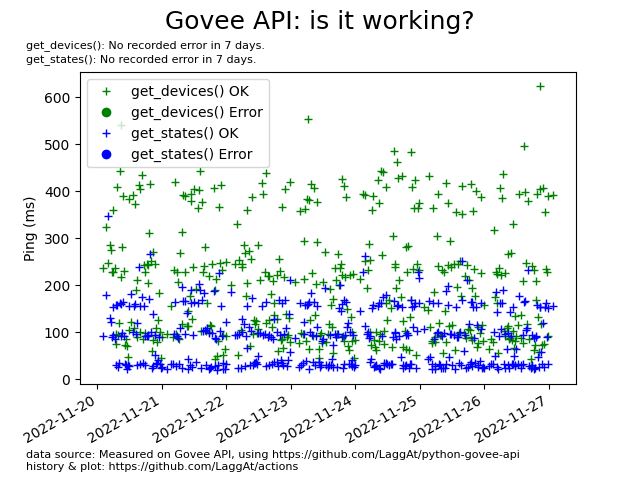 Govee API: is it working?
get_devices(): No recorded error in 7 days.
get_states(): No recorded error in 7 days.
get_devices() OK
get_devices() Error
get_states() OK
get_states() Error
Ping (ms)
600
500
400
300
200
100
0
2022-11-20
2022-11-21
2022-11-22
2022-11-23
2022-11-24
2022-11-25
2022-11-26
2022-11-27
data source: Measured on Govee API, using https://github.com/LaggAt/python-govee-api
history & plot: https://github.com/LaggAt/actions